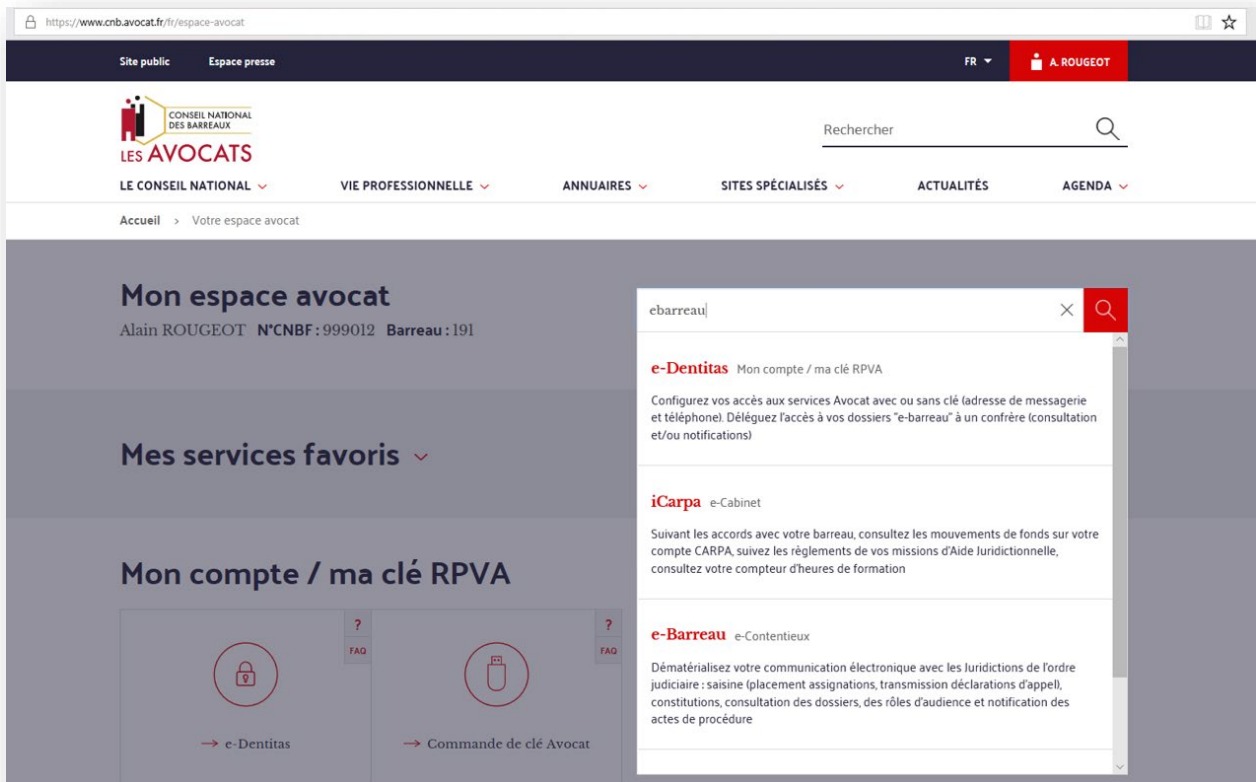 https://www.cnb.avocat.fr/fr/espace-avocat
Site public Espace presse FR A. ROUGEOT
CONSEIL NATIONAL
DES BARREAUX
LES AVOCATS
Rechercher
LE CONSEIL NATIONAL VIE PROFESSIONNELLE ANNUAIRES SITES SPÉCIALISÉS ACTUALITÉS AGENDA
Accueil > Votre espace avocat
Mon espace avocat
Alain ROUGEOT N°CNBF : 999012 Barreau : 191
ebarreau
e-Dentitas Mon compte / ma clé RPVA
Configurez vos accès aux services Avocat avec ou sans clé (adresse de messagerie
et téléphone). Déléguez l'accès à vos dossiers "e-barreau" à un confrère (consultation
et/ou notifications)
Mes services favoris
iCarpa e-Cabinet
Suivant les accords avec votre barreau, consultez les mouvements de fonds sur votre
compte CARPA, suivez les règlements de vos missions d'Aide Juridictionnelle,
consultez votre compteur d'heures de formation
Mon compte / ma clé RPVA
e-Barreau e-Contentieux
Dématérialisez votre communication électronique avec les Juridictions de l'ordre
judiciaire : saisine (placement assignations, transmission déclarations d'appel),
constitutions, consultation des dossiers, des rôles d'audience et notification des
actes de procédure
? ?
FAQ FAQ
→ e-Dentitas → Commande de clé Avocat